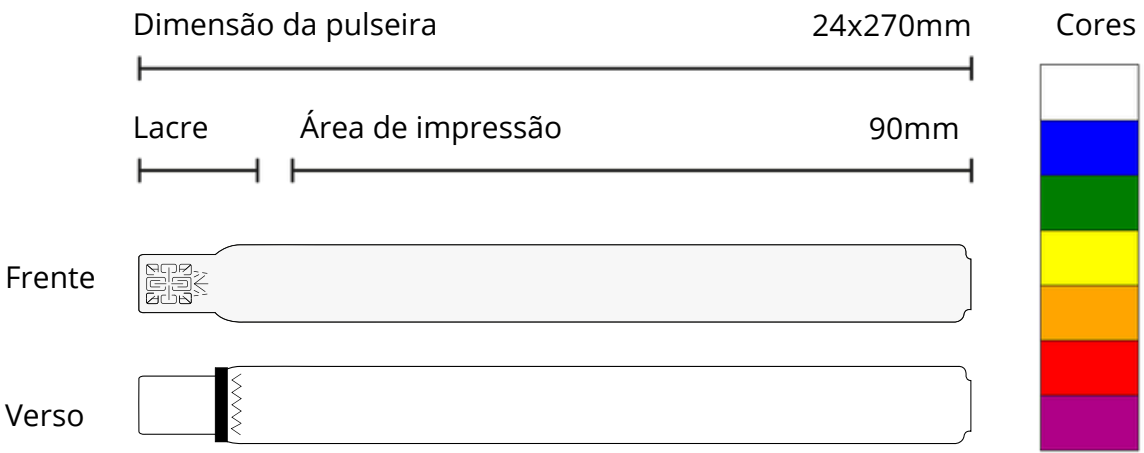 Dimensão da pulseira 24x270mm Cores
Lacre Área de impressão 90mm
Frente
Verso